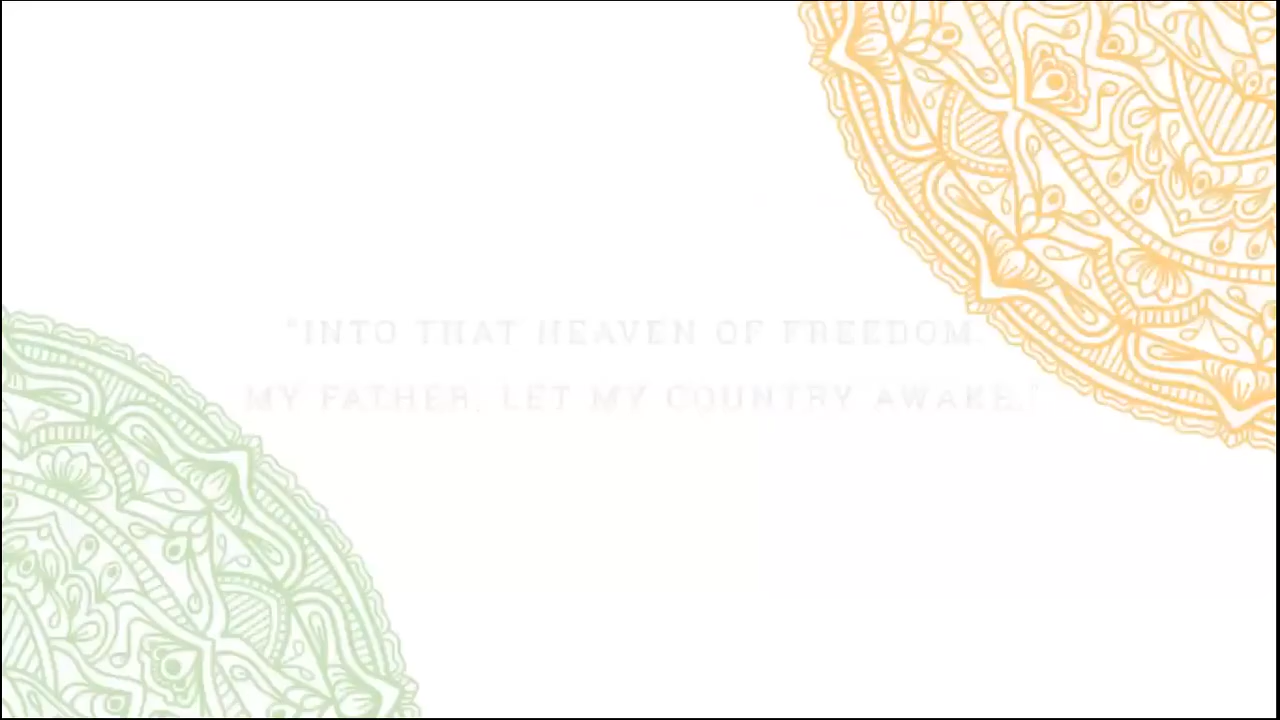 "INTO THAT HEAVEN OF FREEDOM,
MY FATHER, LET MY COUNTRY AWAKE."